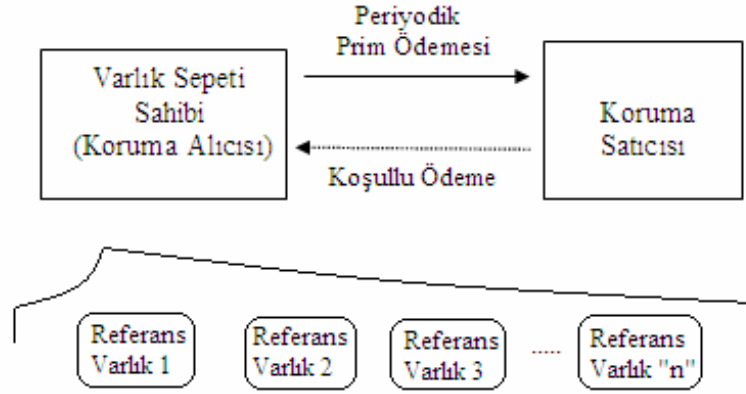 Periyodik
Prim Ödemesi
Varlık Sepeti
Sahibi
(Koruma Alıcısı)
Koruma
Satıcısı
Koşullu Ödeme
Referans
Varlık 1
Referans
Varlık 2
Referans
Varlık 3
.....
Referans
Varlık "n"